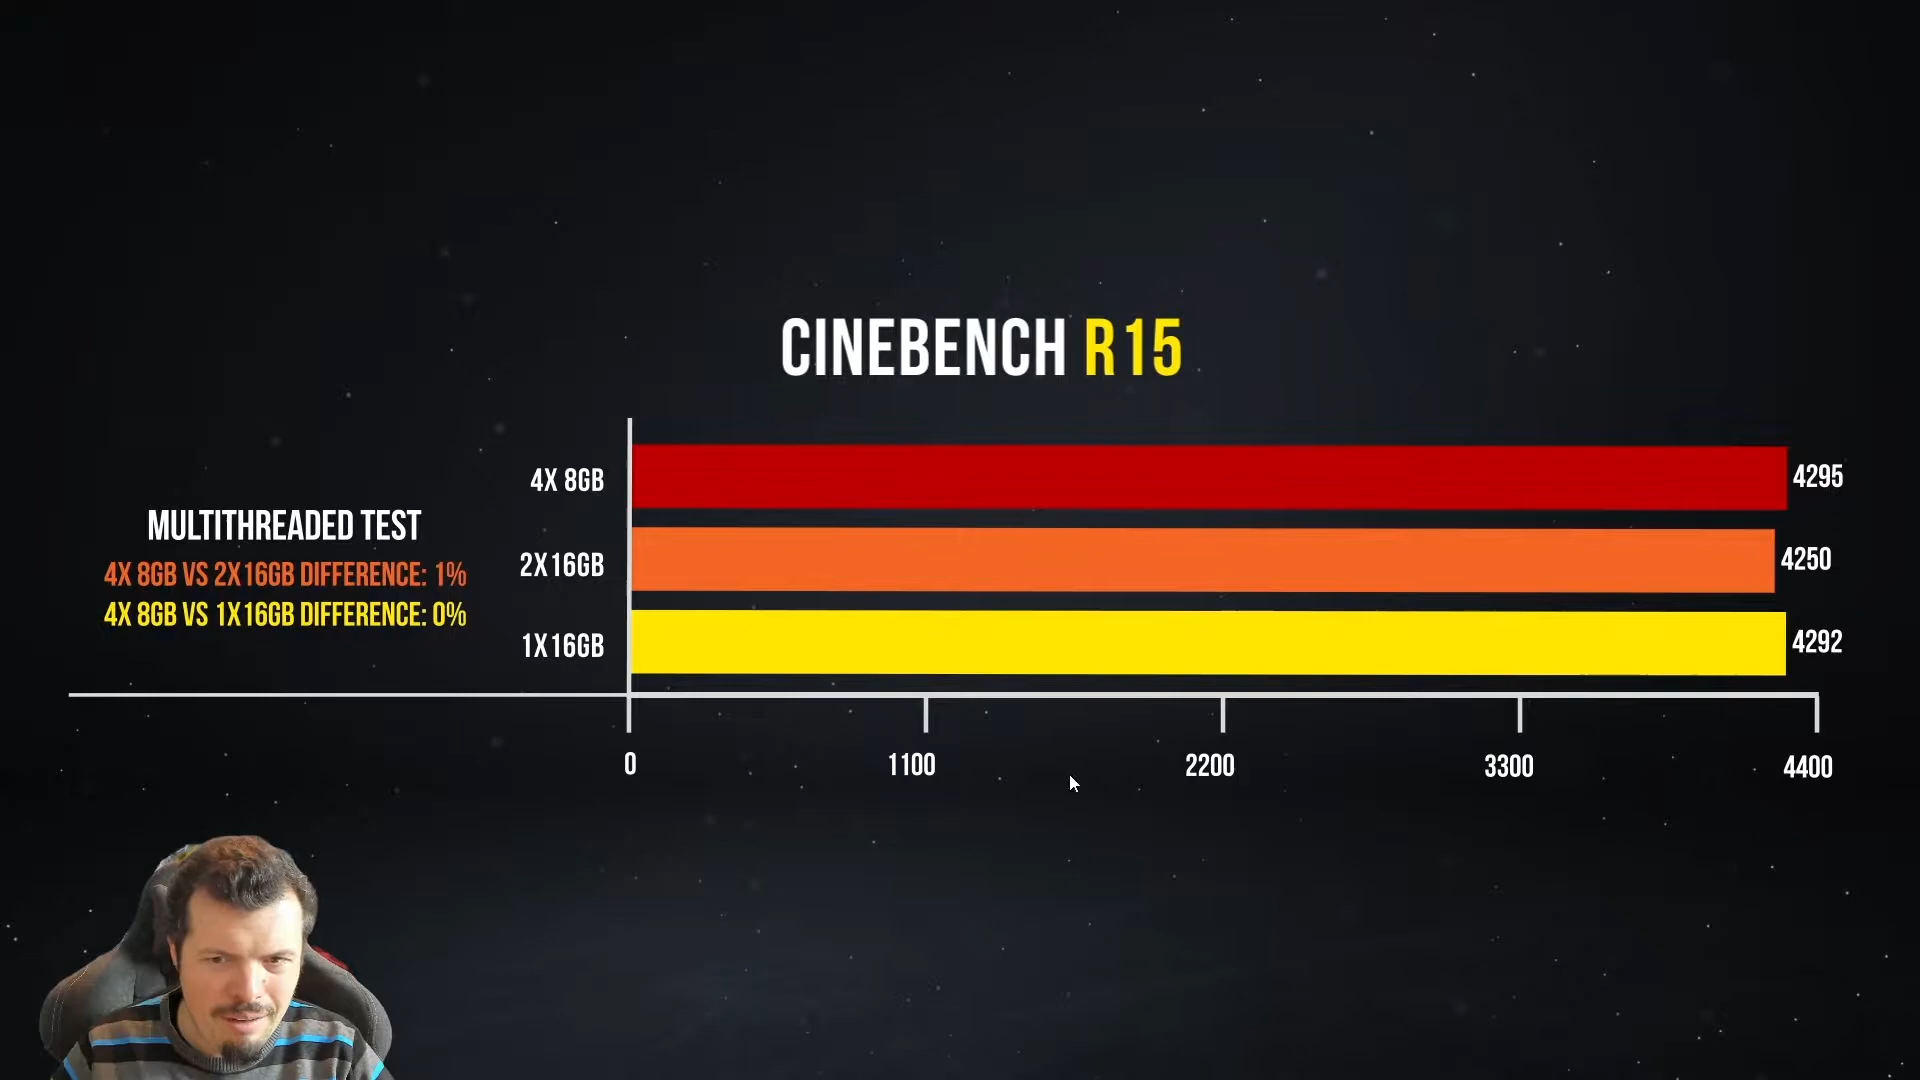 CINEBENCH R15
4X 8GB
4295
MULTITHREADED TEST
4X 8GB VS 2X16GB DIFFERENCE: 1%
4X 8GB VS 1X16GB DIFFERENCE: 0%
2X16GB
4250
1X16GB
4292
0
1100
2200
3300
4400